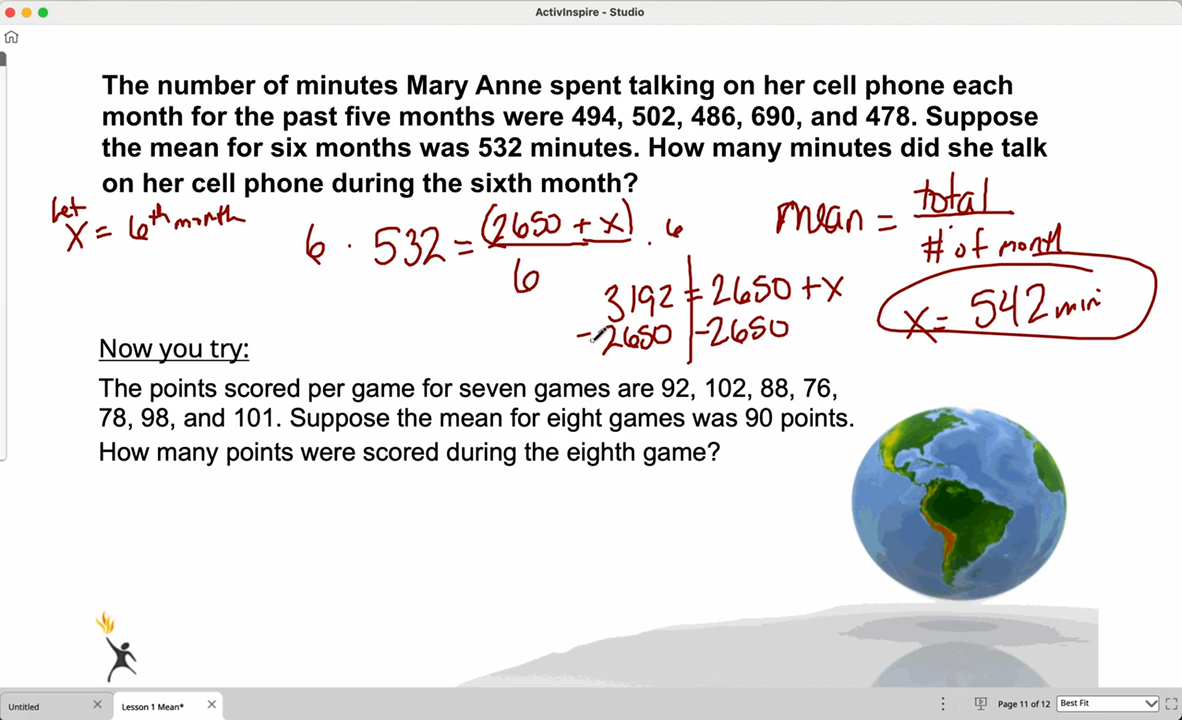 ActivInspire - Studio
The number of minutes Mary Anne spent talking on her cell phone each
month for the past five months were 494, 502, 486, 690, and 478. Suppose
the mean for six months was 532 minutes. How many minutes did she talk
on her cell phone during the sixth month?
Let
x = 6th month
6 · 532 = (2650 + x) · 6
6
mean = total
# of month
3192 = 2650 + x
-2650 -2650
x = 542 min
Now you try:
The points scored per game for seven games are 92, 102, 88, 76,
78, 98, and 101. Suppose the mean for eight games was 90 points.
How many points were scored during the eighth game?
Untitled
Lesson 1 Mean*
Page 11 of 12
Best Fit